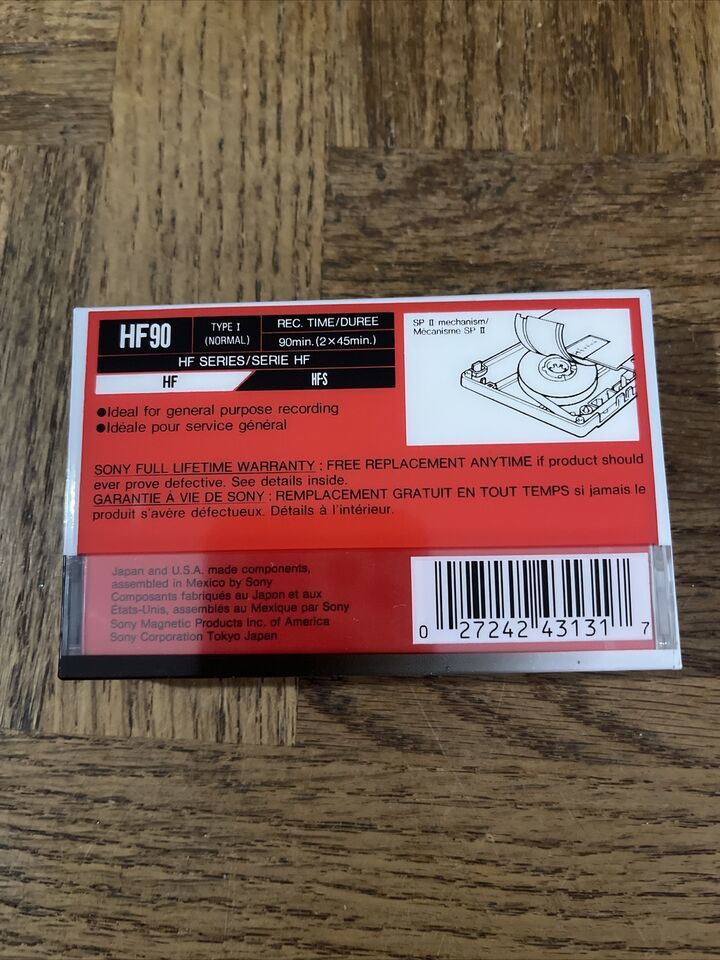 HF90
TYPE I
(NORMAL)
REC. TIME/DUREE
90min.(2×45min.)
HF SERIES/SERIE HF
HF
HF-S
●Ideal for general purpose recording
●Idéale pour service général
SP II mechanism/
Mécanisme SP II
SONY FULL LIFETIME WARRANTY : FREE REPLACEMENT ANYTIME if product should
ever prove defective. See details inside.
GARANTIE À VIE DE SONY : REMPLACEMENT GRATUIT EN TOUT TEMPS si jamais le
produit s'avère défectueux. Détails à l'intérieur.
Japan and U.S.A. made components,
assembled in Mexico by Sony
Composants fabriqués au Japon et aux
États-Unis, assemblés au Mexique par Sony
Sony Magnetic Products Inc. of America
Sony Corporation Tokyo Japan
0 27242 43131 7